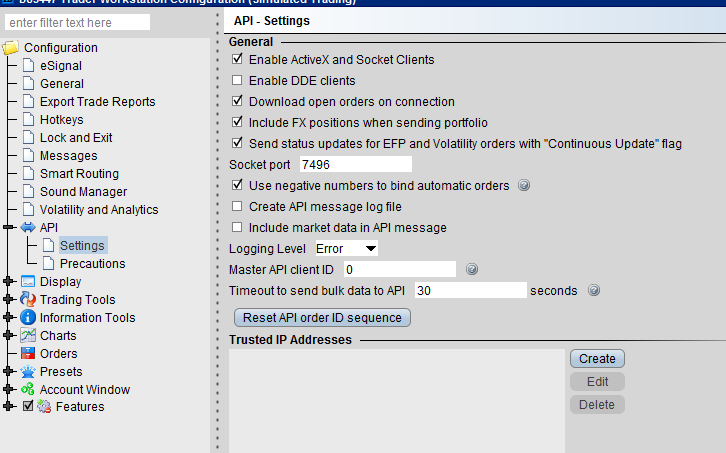 Trader Workstation Configuration (Simulated Trading)
enter filter text here
Configuration
eSignal
General
Export Trade Reports
Hotkeys
Lock and Exit
Messages
Smart Routing
Sound Manager
Volatility and Analytics
API
Settings
Precautions
Display
Trading Tools
Information Tools
Charts
Orders
Presets
Account Window
Features
API - Settings
General
Enable ActiveX and Socket Clients
Enable DDE clients
Download open orders on connection
Include FX positions when sending portfolio
Send status updates for EFP and Volatility orders with "Continuous Update" flag
Socket port 7496
Use negative numbers to bind automatic orders
Create API message log file
Include market data in API message
Logging Level Error
Master API client ID 0
Timeout to send bulk data to API 30 seconds
Reset API order ID sequence
Trusted IP Addresses
Create
Edit
Delete